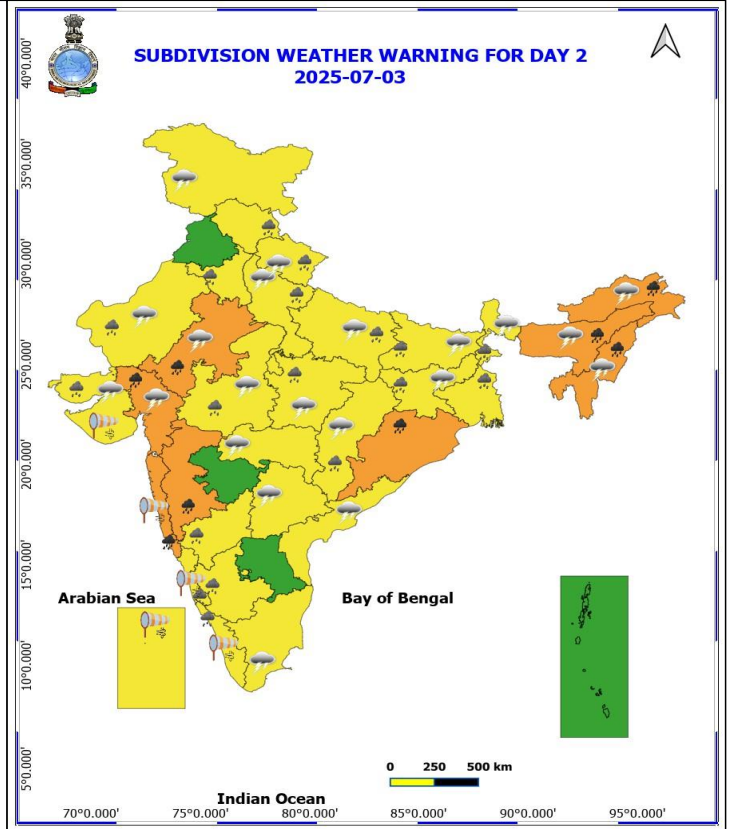 SUBDIVISION WEATHER WARNING FOR DAY 2
2025-07-03
40°0.000'
35°0.000'
30°0.000'
25°0.000'
20°0.000'
15°0.000'
10°0.000'
5°0.000'
Arabian Sea
Bay of Bengal
0 250 500 km
Indian Ocean
70°0.000' 75°0.000' 80°0.000' 85°0.000' 90°0.000' 95°0.000'